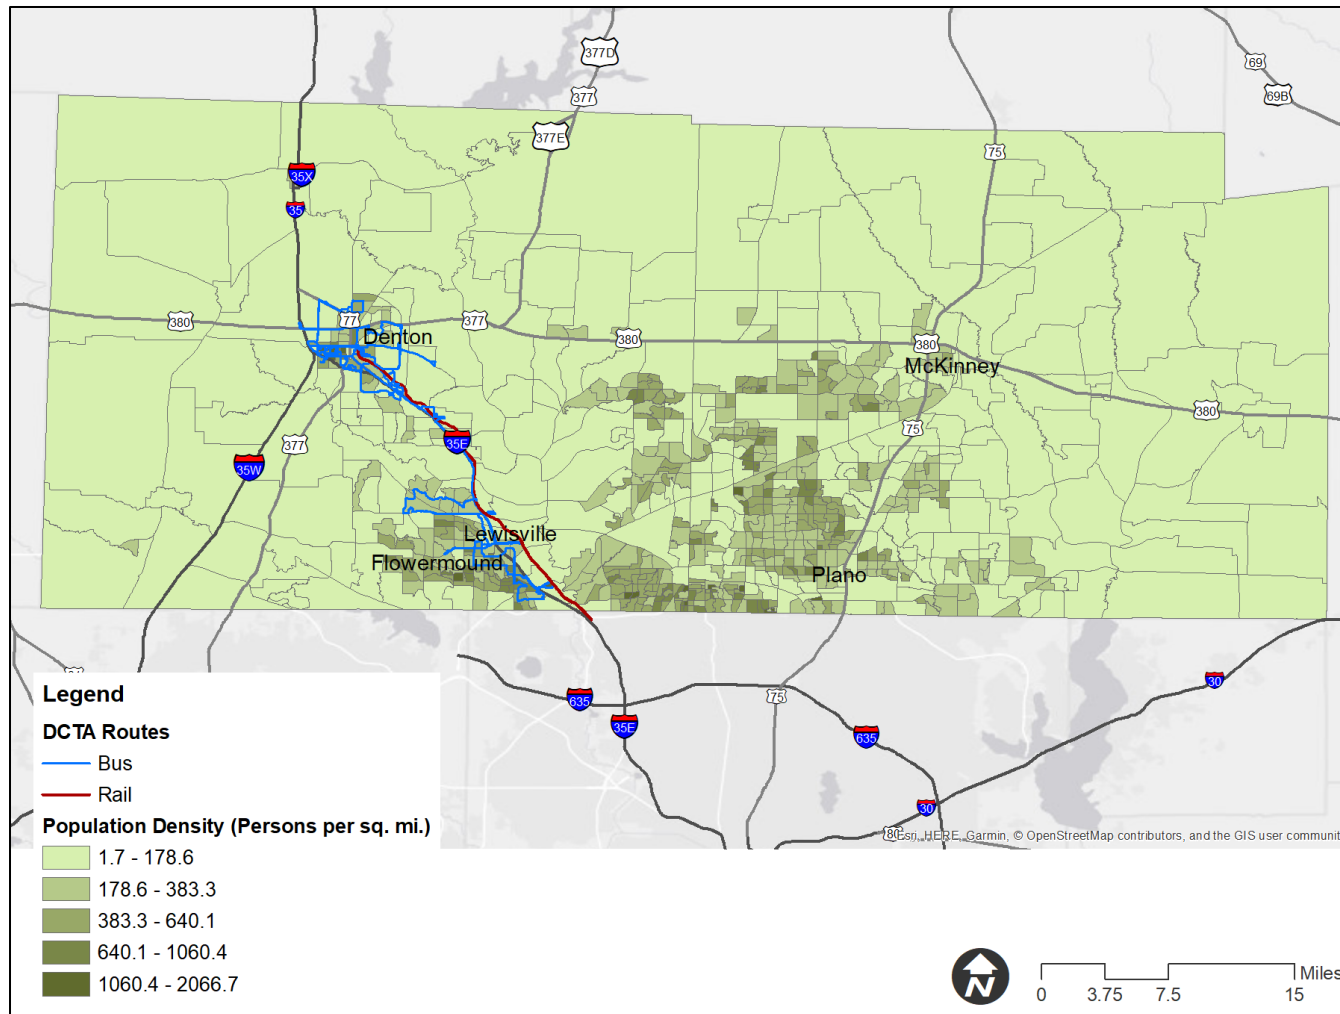 377D
69
377
69B
377E
75
35X
35
77
380
377
Denton
380
380
McKinney
380
75
377
35E
35W
Lewisville
Flowermound
Plano
Legend
635
75
30
DCTA Routes
35E
635
Bus
Rail
30
Population Density (Persons per sq. mi.)
80
Esri, HERE, Garmin, © OpenStreetMap contributors, and the GIS user communit
1.7 - 178.6
178.6 - 383.3
383.3 - 640.1
640.1 - 1060.4
1060.4 - 2066.7
N
Miles
0 3.75 7.5 15